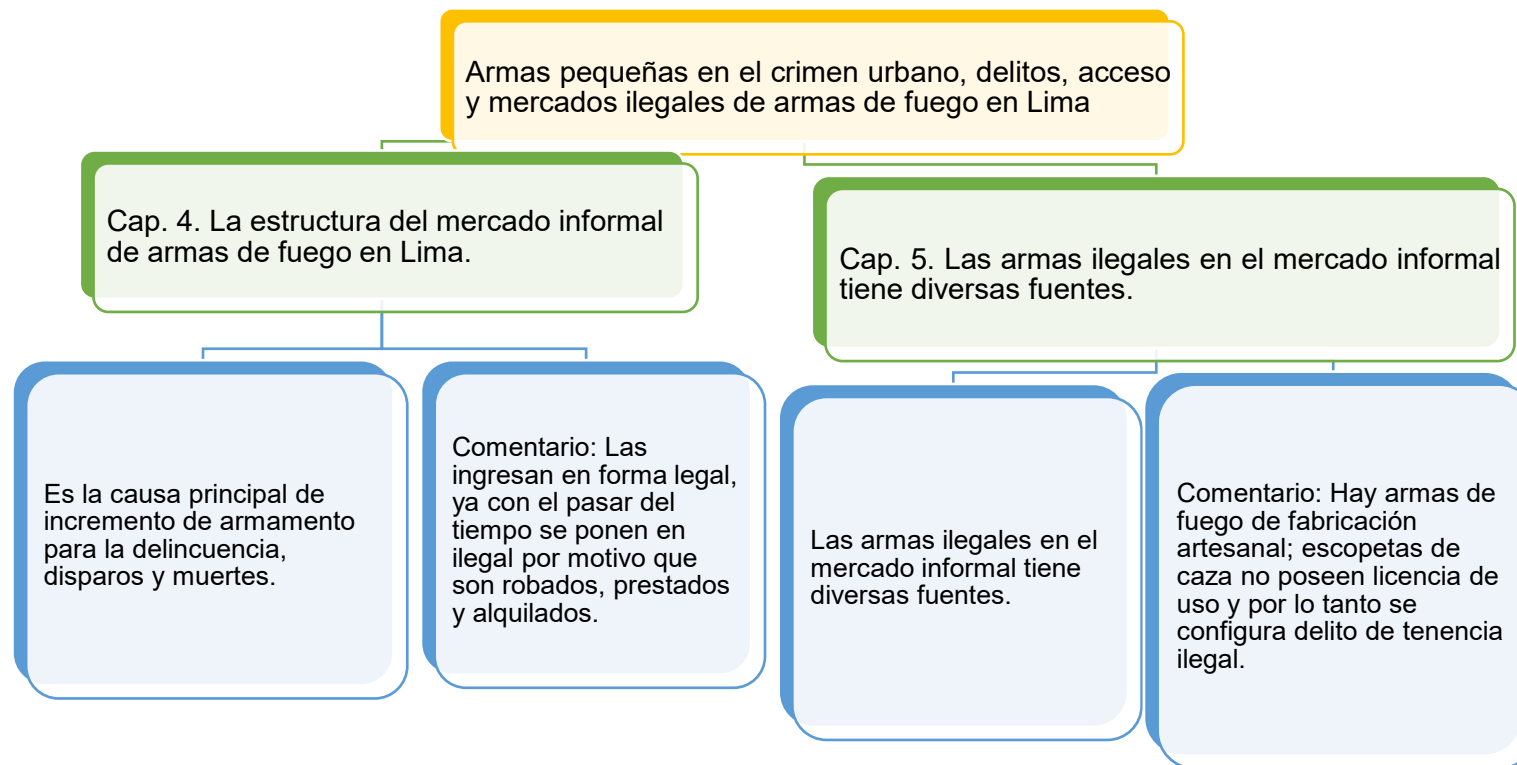 Armas pequeñas en el crimen urbano, delitos, acceso
y mercados ilegales de armas de fuego en Lima
Cap. 4. La estructura del mercado informal
de armas de fuego en Lima.
Cap. 5. Las armas ilegales en el mercado informal
tiene diversas fuentes.
Es la causa principal de
incremento de armamento
para la delincuencia,
disparos y muertes.
Comentario: Las
ingresan en forma legal,
ya con el pasar del
tiempo se ponen en
ilegal por motivo que
son robados, prestados
y alquilados.
Las armas ilegales en el
mercado informal tiene
diversas fuentes.
Comentario: Hay armas de
fuego de fabricación
artesanal; escopetas de
caza no poseen licencia de
uso y por lo tanto se
configura delito de tenencia
ilegal.